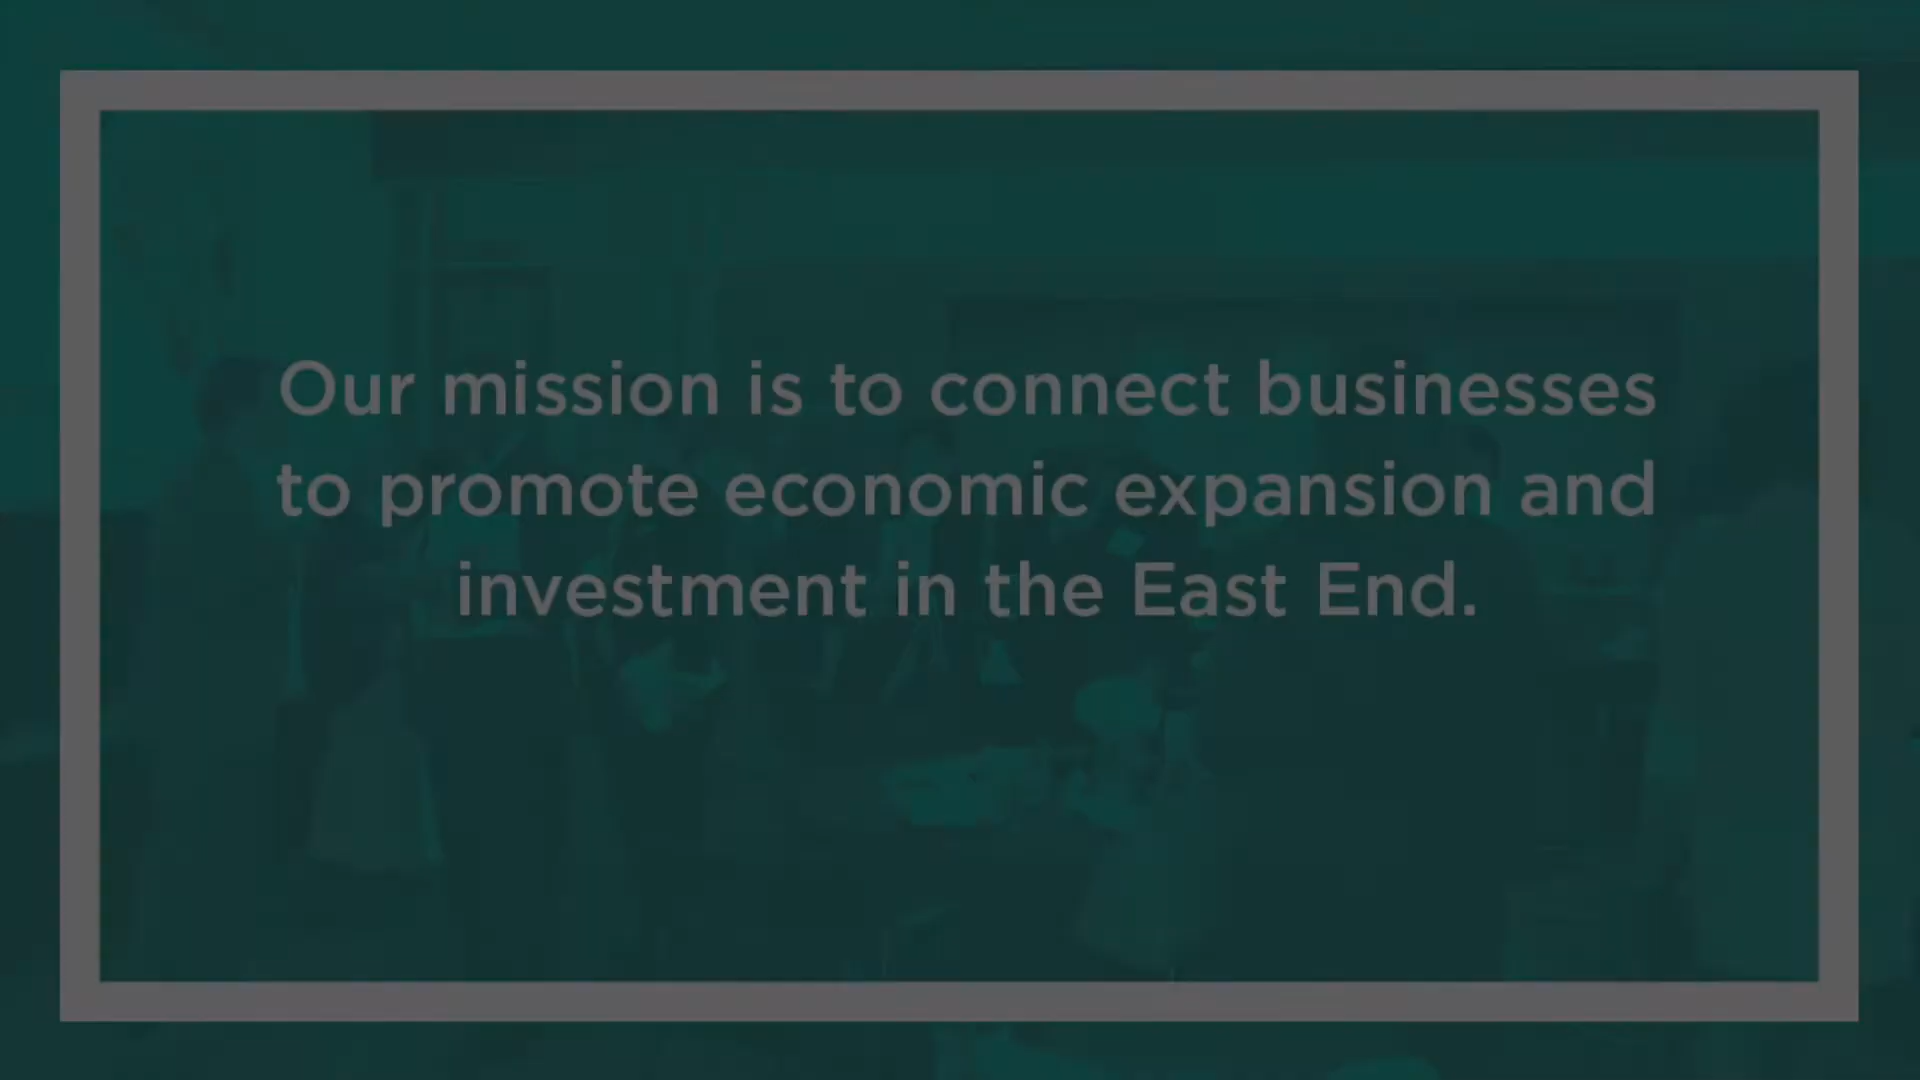 Our mission is to connect businesses
to promote economic expansion and
investment in the East End.